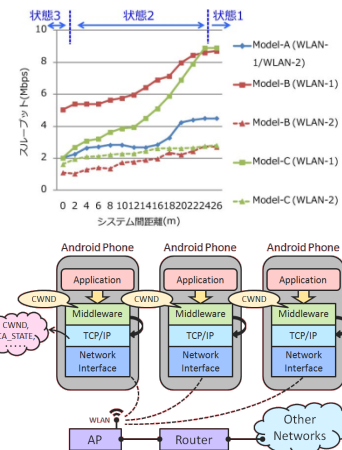 状態3 状態2 状態1
10
8
6
4
2
0
スループット(Mbps)
0 2 4 6 8 10 12 14 16 18 20 22 24 26
システム間距離(m)
Model-A (WLAN-
1/WLAN-2)
Model-B (WLAN-1)
Model-B (WLAN-2)
Model-C (WLAN-1)
Model-C (WLAN-2)
Android Phone Android Phone Android Phone
Application Application Application
CWND CWND CWND
Middleware Middleware Middleware
CWND,
CA_STATE,
......
TCP/IP TCP/IP TCP/IP
Network Network Network
Interface Interface Interface
WLAN
AP Router
Other
Networks